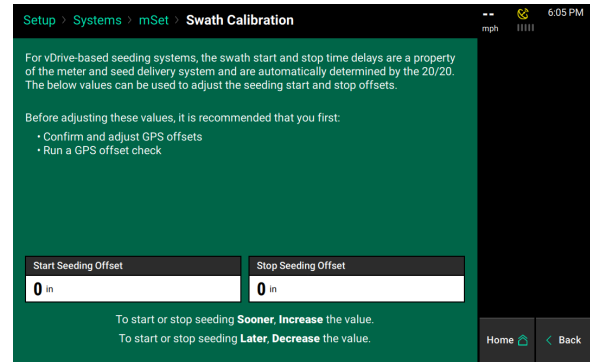 Setup > Systems > mSet > Swath Calibration
-- mph
6:05 PM
For vDrive-based seeding systems, the swath start and stop time delays are a property
of the meter and seed delivery system and are automatically determined by the 20/20.
The below values can be used to adjust the seeding start and stop offsets.
Before adjusting these values, it is recommended that you first:
• Confirm and adjust GPS offsets
• Run a GPS offset check
Start Seeding Offset
0 in
Stop Seeding Offset
0 in
To start or stop seeding Sooner, Increase the value.
To start or stop seeding Later, Decrease the value.
Home
< Back